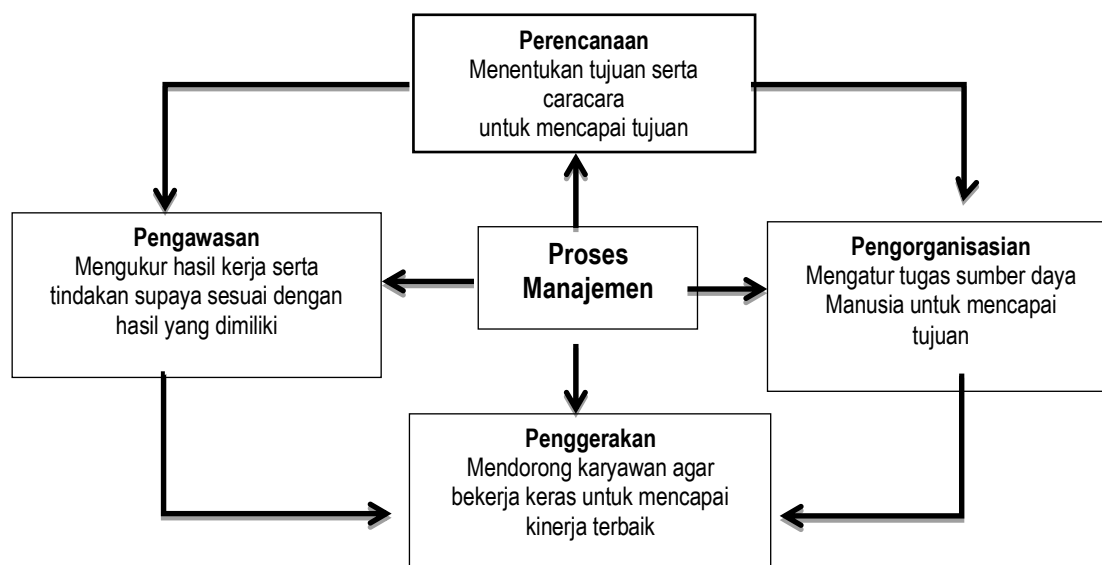 Perencanaan
Menentukan tujuan serta
caracara
untuk mencapai tujuan
Pengawasan
Mengukur hasil kerja serta
tindakan supaya sesuai dengan
hasil yang dimiliki
Proses
Manajemen
Pengorganisasian
Mengatur tugas sumber daya
Manusia untuk mencapai
tujuan
Penggerakan
Mendorong karyawan agar
bekerja keras untuk mencapai
kinerja terbaik